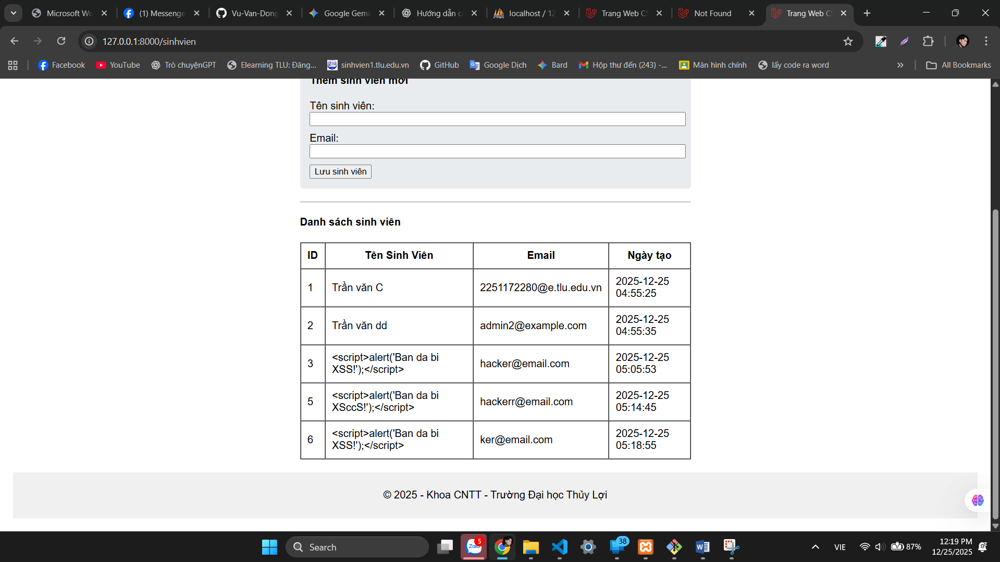 Microsoft Wo
(1) Messenge
Vu-Van-Dong
Google Gemi
Hướng dẫn c
localhost / 12
Trang Web C
Not Found
Trang Web C
127.0.0.1:8000/sinhvien
Facebook
YouTube
Trò chuyệnGPT
Elearning TLU: Đăng...
sinhvien1.tlu.edu.vn
GitHub
Google Dịch
Bard
Hộp thư đến (243) -...
Màn hình chính
lấy code ra word
All Bookmarks
Thêm sinh viên mới
Tên sinh viên:
Email:
Lưu sinh viên
Danh sách sinh viên
ID Tên Sinh Viên Email Ngày tạo
1 Trần văn C 2251172280@e.tlu.edu.vn 2025-12-25
04:55:25
2 Trần văn dd admin2@example.com 2025-12-25
04:55:35
3 <script>alert('Ban da bi
XSS!');</script> hacker@email.com 2025-12-25
05:05:53
5 <script>alert('Ban da bi
XSccS!');</script> hackerr@email.com 2025-12-25
05:14:45
6 <script>alert('Ban da bi
XSS!');</script> ker@email.com 2025-12-25
05:18:55
© 2025 - Khoa CNTT - Trường Đại học Thủy Lợi
Search
Zalo
5
38
VIE
87%
12:19 PM
12/25/2025